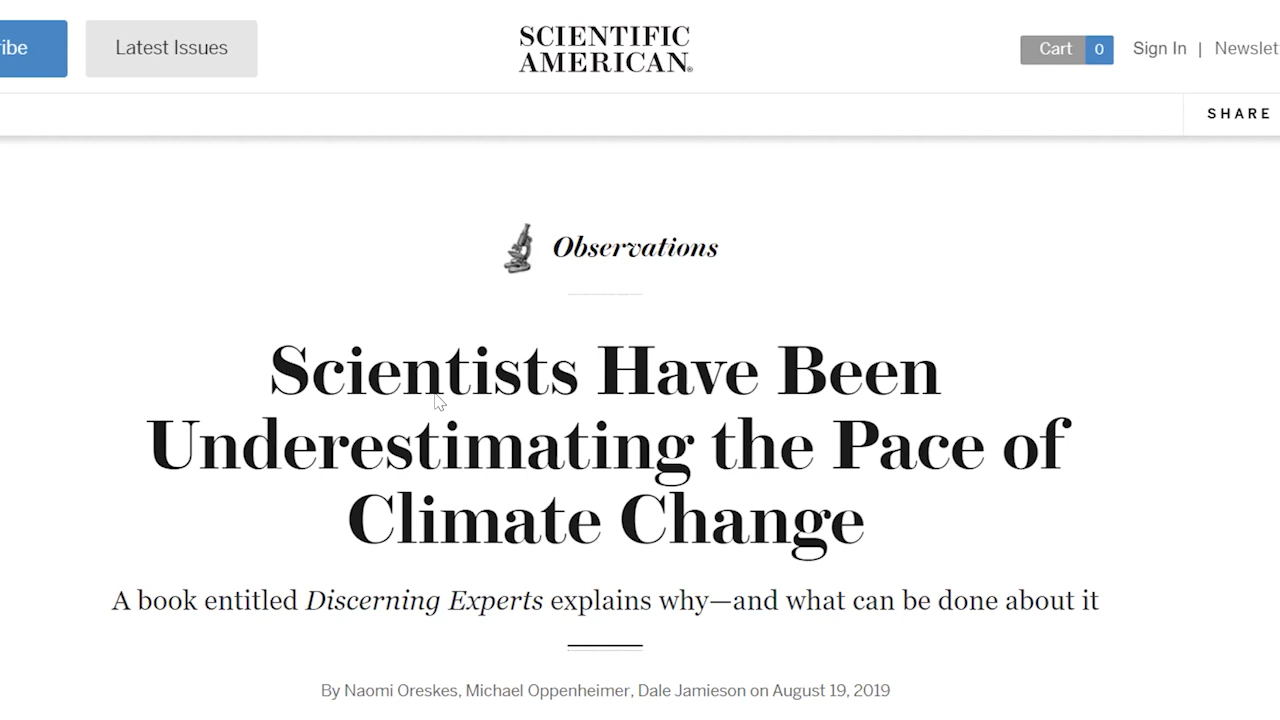 ibe
Latest Issues
SCIENTIFIC
AMERICAN®
Cart 0
Sign In | Newslet
SHARE
Observations
Scientists Have Been
Underestimating the Pace of
Climate Change
A book entitled Discerning Experts explains why—and what can be done about it
By Naomi Oreskes, Michael Oppenheimer, Dale Jamieson on August 19, 2019